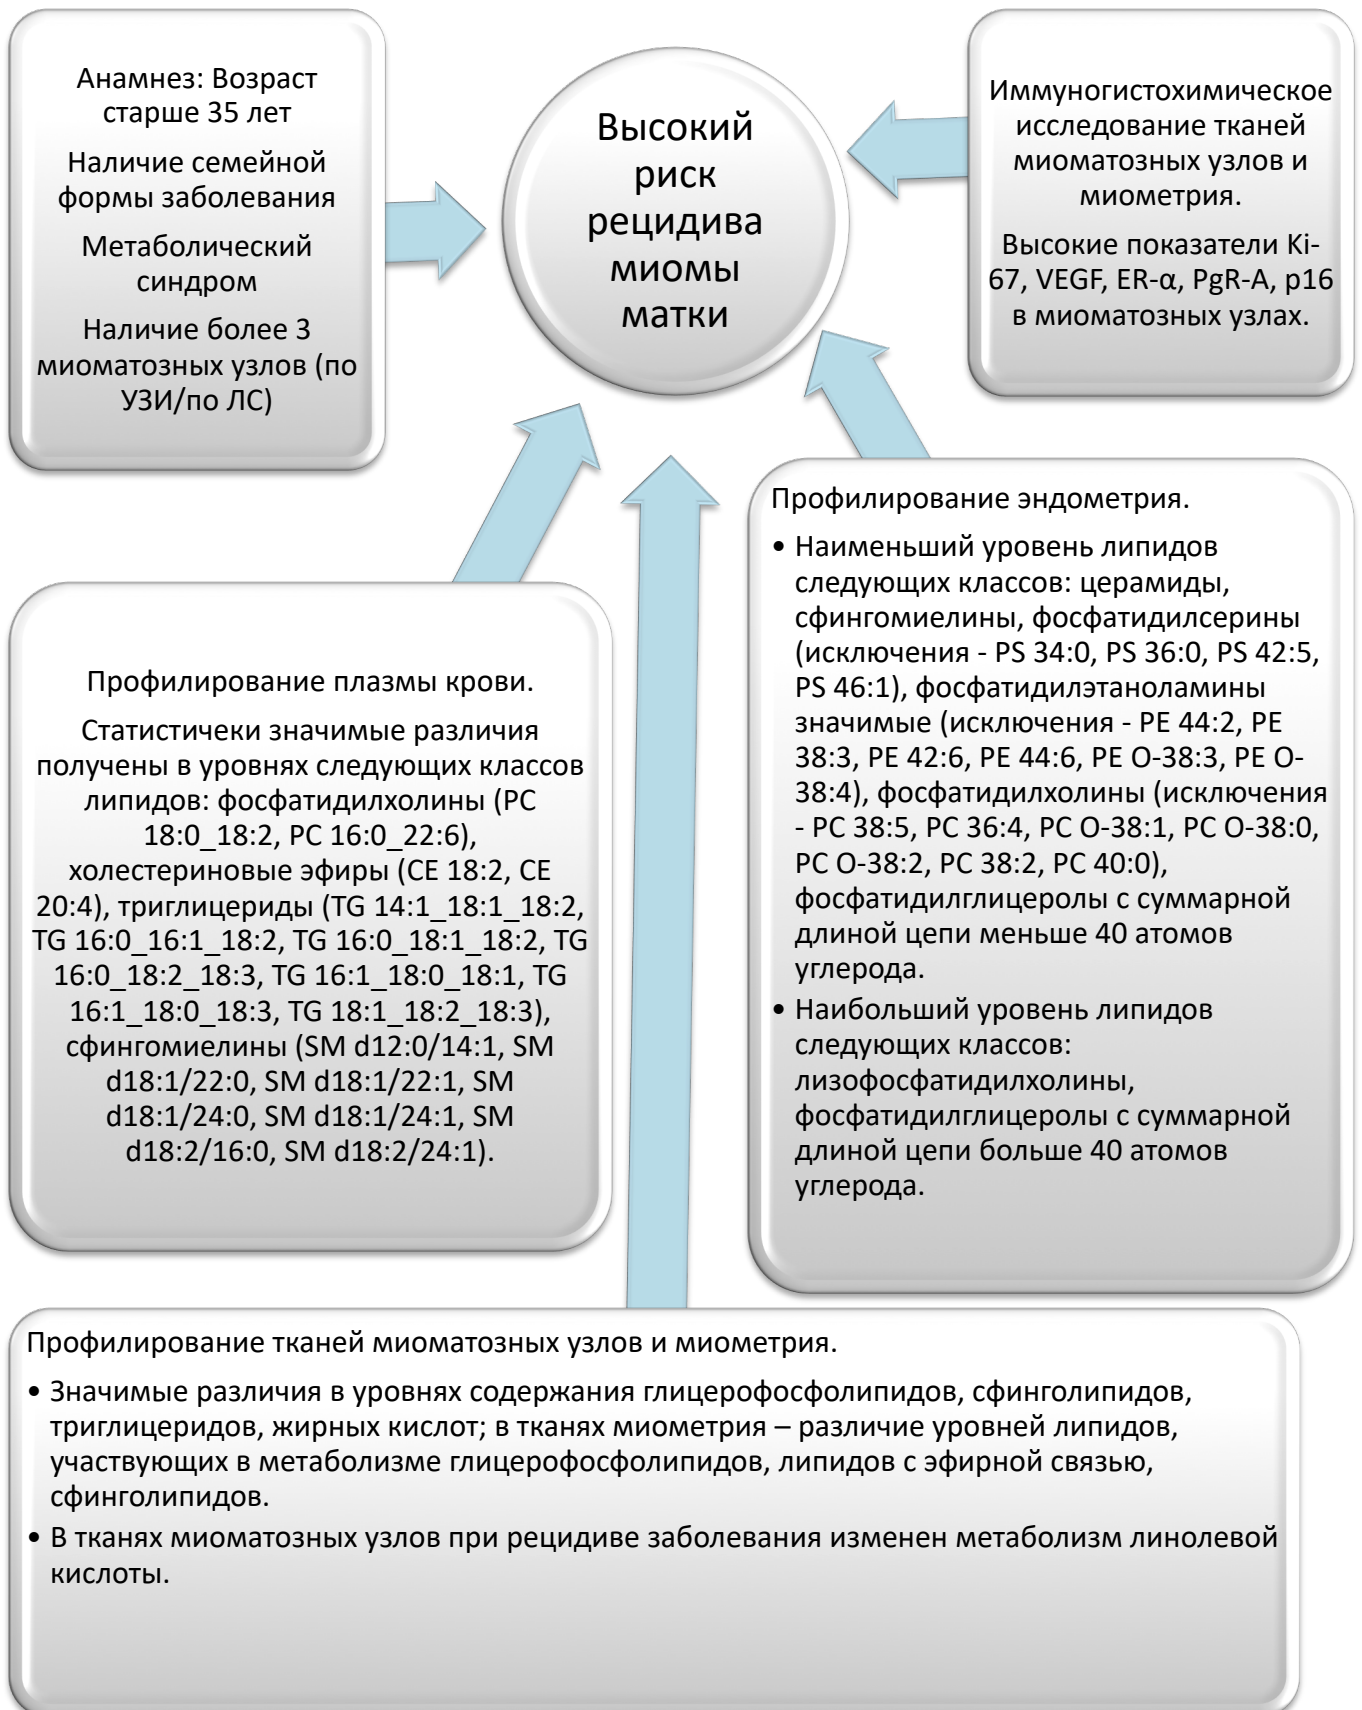 Анамнез: Возраст
старше 35 лет
Наличие семейной
формы заболевания
Метаболический
синдром
Наличие более 3
миоматозных узлов (по
УЗИ/по ЛС)
Высокий
риск
рецидива
миомы
матки
Иммуногистохимическое
исследование тканей
миоматозных узлов и
миометрия.
Высокие показатели Ki-
67, VEGF, ER-α, PgR-A, p16
в миоматозных узлах.
Профилирование плазмы крови.
Статистичеки значимые различия
получены в уровнях следующих классов
липидов: фосфатидилхолины (PC
18:0_18:2, PC 16:0_22:6),
холестериновые эфиры (CE 18:2, CE
20:4), триглицериды (TG 14:1_18:1_18:2,
TG 16:0_16:1_18:2, TG 16:0_18:1_18:2, TG
16:0_18:2_18:3, TG 16:1_18:0_18:1, TG
16:1_18:0_18:3, TG 18:1_18:2_18:3),
сфингомиелины (SM d12:0/14:1, SM
d18:1/22:0, SM d18:1/22:1, SM
d18:1/24:0, SM d18:1/24:1, SM
d18:2/16:0, SM d18:2/24:1).
Профилирование эндометрия.
• Наименьший уровень липидов
следующих классов: церамиды,
сфингомиелины, фосфатидилсерины
(исключения - PS 34:0, PS 36:0, PS 42:5,
PS 46:1), фосфатидилэтаноламины
значимые (исключения - PE 44:2, PE
38:3, PE 42:6, PE 44:6, PE O-38:3, PE O-
38:4), фосфатидилхолины (исключения
- PC 38:5, PC 36:4, PC O-38:1, PC O-38:0,
PC O-38:2, PC 38:2, PC 40:0),
фосфатидилглицеролы с суммарной
длиной цепи меньше 40 атомов
углерода.
• Наибольший уровень липидов
следующих классов:
лизофосфатидилхолины,
фосфатидилглицеролы с суммарной
длиной цепи больше 40 атомов
углерода.
Профилирование тканей миоматозных узлов и миометрия.
• Значимые различия в уровнях содержания глицерофосфолипидов, сфинголипидов,
триглицеридов, жирных кислот; в тканях миометрия – различие уровней липидов,
участвующих в метаболизме глицерофосфолипидов, липидов с эфирной связью,
сфинголипидов.
• В тканях миоматозных узлов при рецидиве заболевания изменен метаболизм линолевой
кислоты.